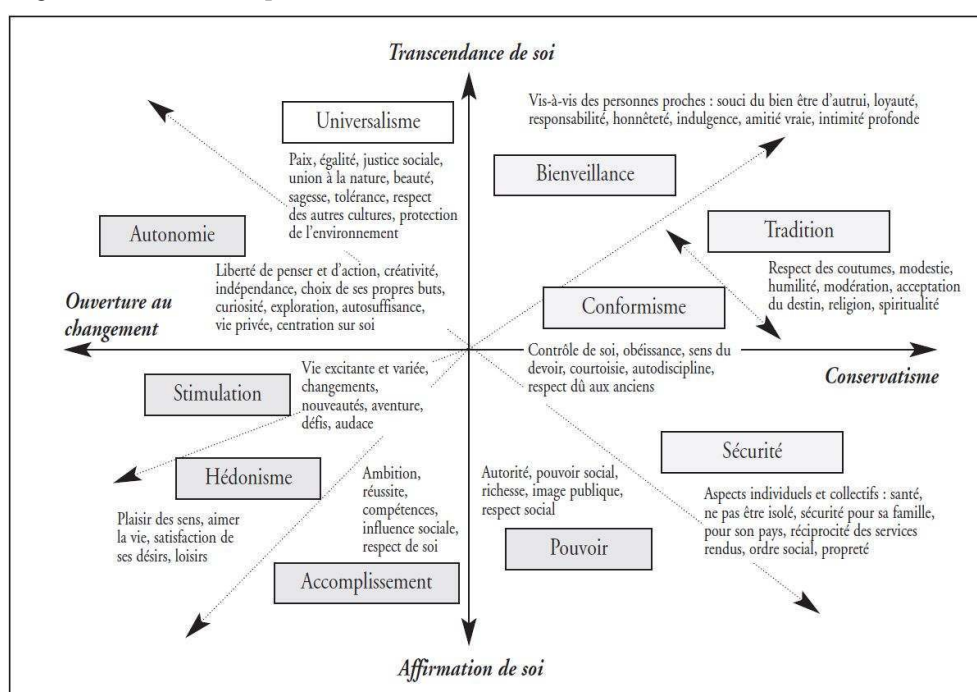 Transcendance de soi
Vis-à-vis des personnes proches : souci du bien être d'autrui, loyauté,
responsabilité, honnêteté, indulgence, amitié vraie, intimité profonde
Universalisme
Paix, égalité, justice sociale,
union à la nature, beauté,
sagesse, tolérance, respect
des autres cultures, protection
de l'environnement
Bienveillance
Autonomie
Liberté de penser et d'action, créativité,
indépendance, choix de ses propres buts,
curiosité, exploration, autosuffisance,
vie privée, centration sur soi
Tradition
Respect des coutumes, modestie,
humilité, modération, acceptation
du destin, religion, spiritualité
Conformisme
Contrôle de soi, obéissance, sens du
devoir, courtoisie, autodiscipline,
respect dû aux anciens
Ouverture au
changement
Conservatisme
Stimulation
Vie excitante et variée,
changements,
nouveautés, aventure,
défis, audace
Hédonisme
Plaisir des sens, aimer
la vie, satisfaction de
ses désirs, loisirs
Ambition,
réussite,
compétences,
influence sociale,
respect de soi
Accomplissement
Autorité, pouvoir social,
richesse, image publique,
respect social
Pouvoir
Sécurité
Aspects individuels et collectifs : santé,
ne pas être isolé, sécurité pour sa famille,
pour son pays, réciprocité des services
rendus, ordre social, propreté
Affirmation de soi